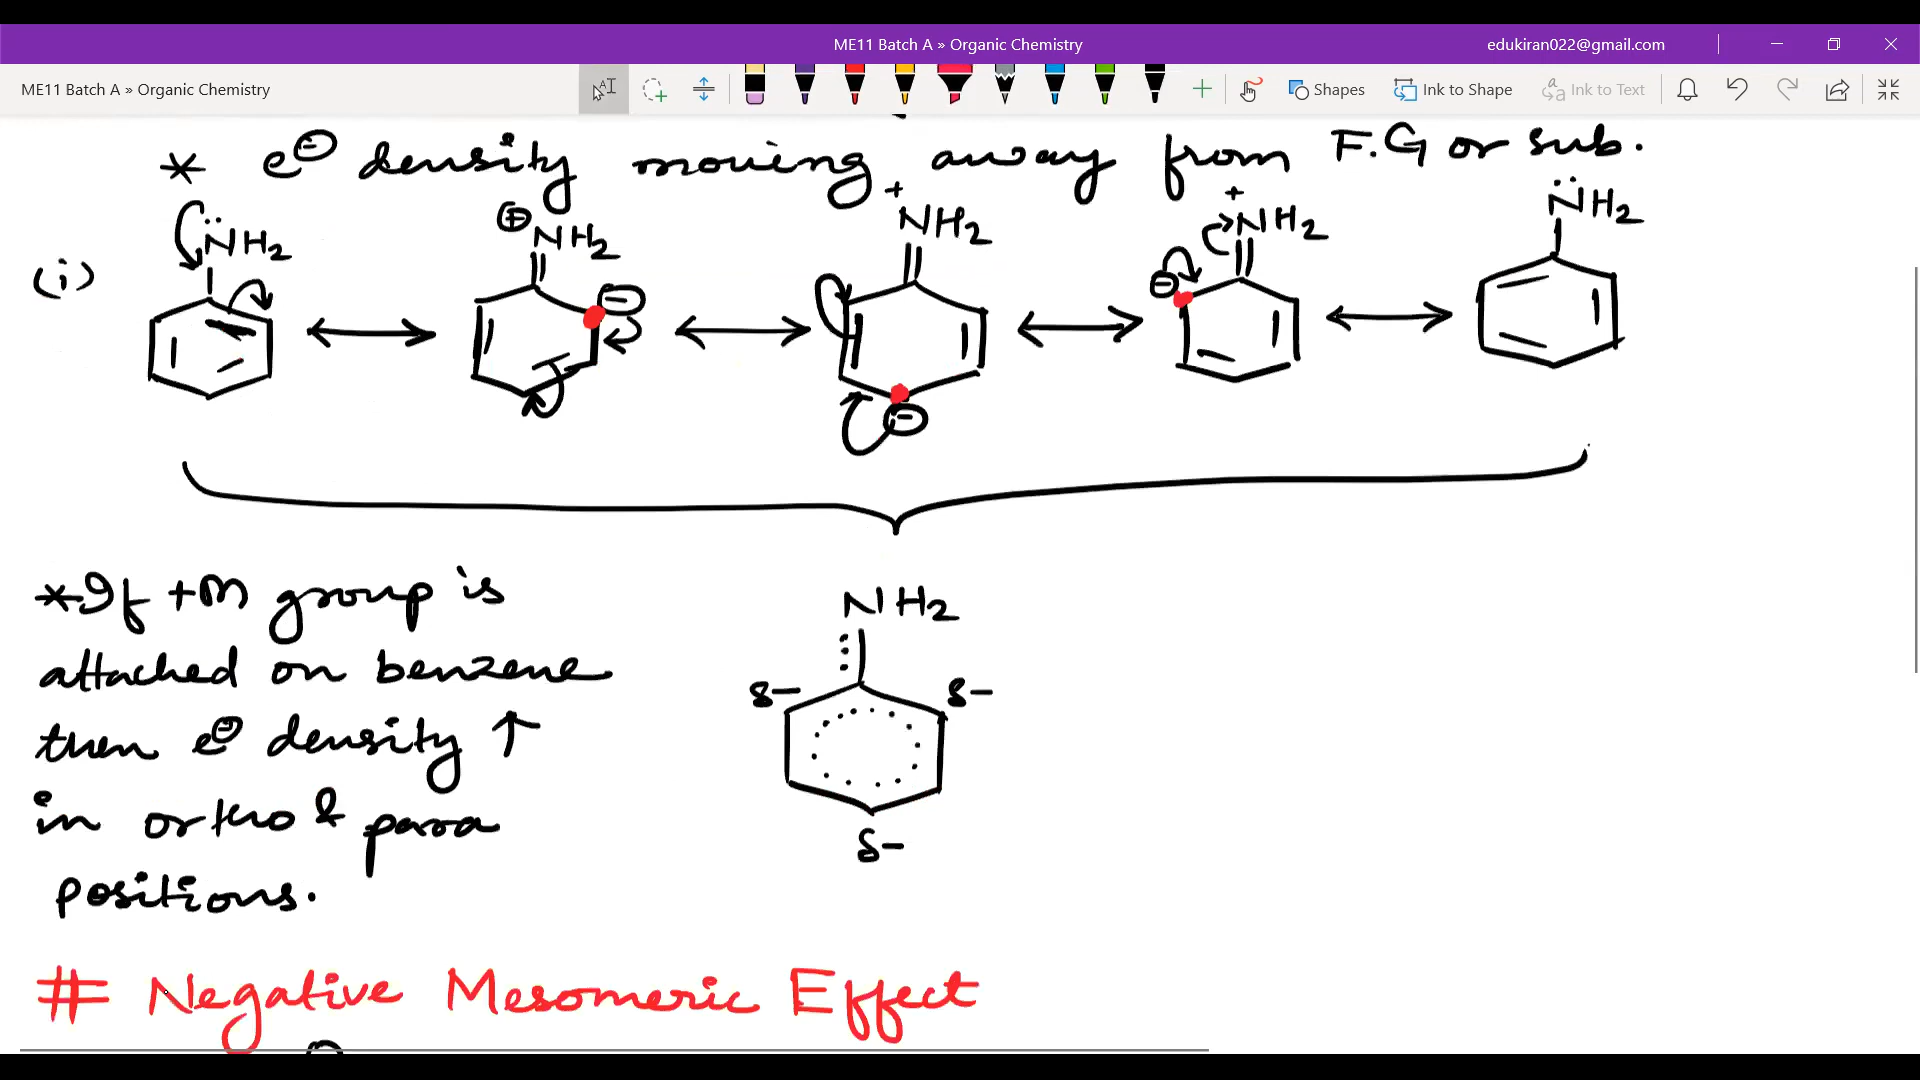 ME11 Batch A » Organic Chemistry
edukiran022@gmail.com
ME11 Batch A » Organic Chemistry
Shapes
Ink to Shape
Ink to Text
* e⊖ density moving away from F.G or sub.
(i)
N̈H2
⊕NH2
+NH2
+NH2
N̈H2
⊖
⊖
⊖
*If +M group is
attached on benzene
then e⊖ density ↑
in ortho & para
positions.
NH2
δ−
δ−
δ−
# Negative Mesomeric Effect